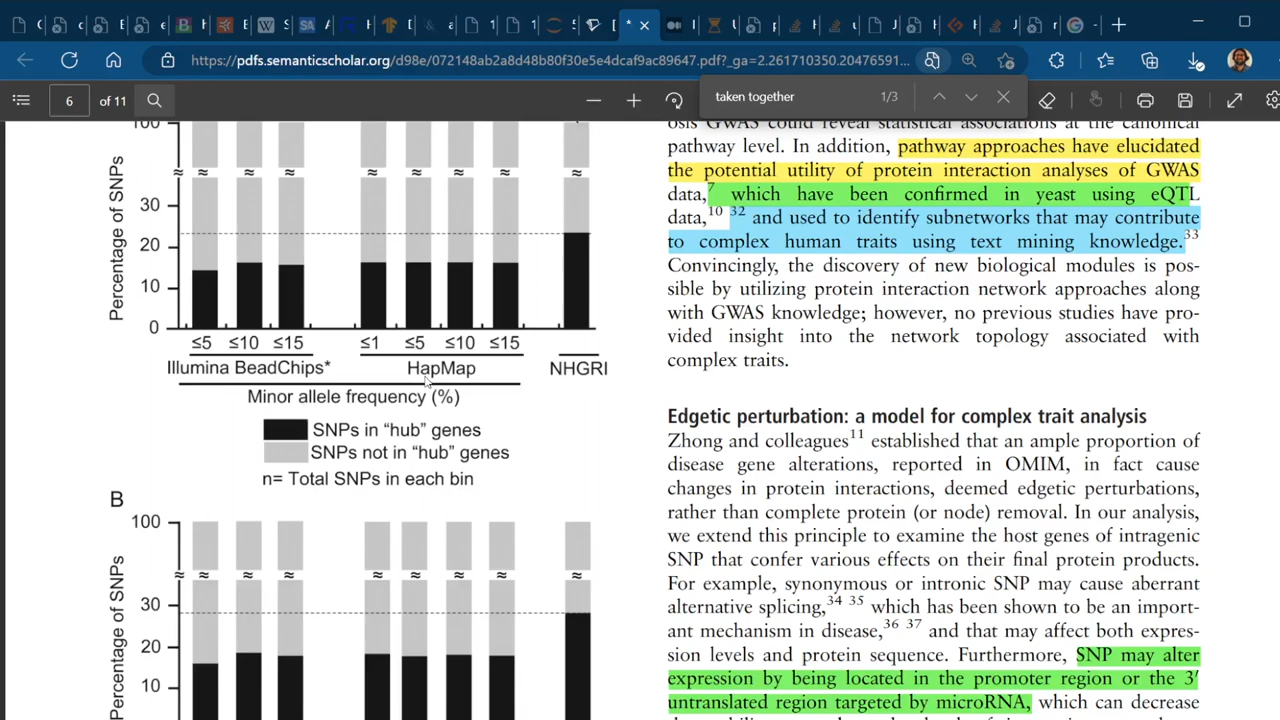 https://pdfs.semanticscholar.org/d98e/072148ab2a8d48b80f30e5e4dcaf9ac89647.pdf?_ga=2.261710350.20476591...
6 of 11
taken together 1/3
100
30
20
10
0
Percentage of SNPs
≤5 ≤10 ≤15 ≤1 ≤5 ≤10 ≤15
Illumina BeadChips* HapMap NHGRI
Minor allele frequency (%)
SNPs in “hub” genes
SNPs not in “hub” genes
n= Total SNPs in each bin
B
100
30
20
10
Percentage of SNPs
osis GWAS could reveal statistical associations at the canonical
pathway level. In addition, pathway approaches have elucidated
the potential utility of protein interaction analyses of GWAS
data,7 which have been confirmed in yeast using eQTL
data,10 32 and used to identify subnetworks that may contribute
to complex human traits using text mining knowledge.33
Convincingly, the discovery of new biological modules is pos-
sible by utilizing protein interaction network approaches along
with GWAS knowledge; however, no previous studies have pro-
vided insight into the network topology associated with
complex traits.
Edgetic perturbation: a model for complex trait analysis
Zhong and colleagues11 established that an ample proportion of
disease gene alterations, reported in OMIM, in fact cause
changes in protein interactions, deemed edgetic perturbations,
rather than complete protein (or node) removal. In our analysis,
we extend this principle to examine the host genes of intragenic
SNP that confer various effects on their final protein products.
For example, synonymous or intronic SNP may cause aberrant
alternative splicing,34 35 which has been shown to be an import-
ant mechanism in disease,36 37 and that may affect both expres-
sion levels and protein sequence. Furthermore, SNP may alter
expression by being located in the promoter region or the 3′
untranslated region targeted by microRNA, which can decrease